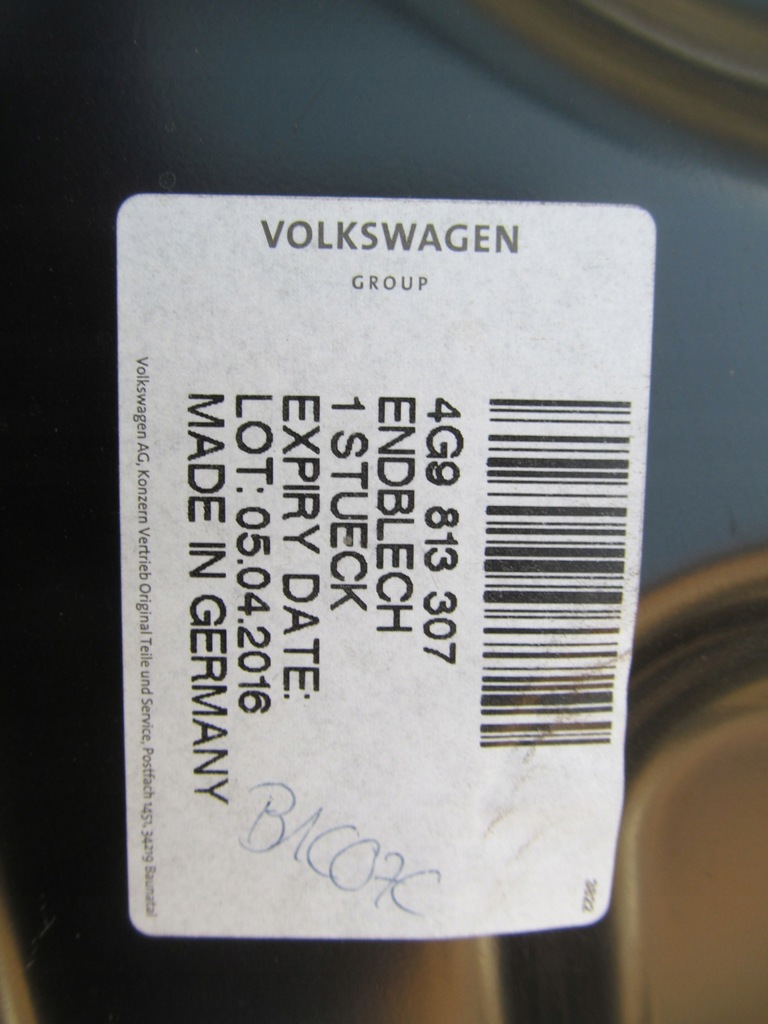 VOLKSWAGEN
GROUP
4G9 813 307
ENDBLECH
1 STUECK
EXPIRY DATE:
LOT: 05.04.2016
MADE IN GERMANY
Volkswagen AG, Konzern Vertrieb Original Teile und Service, Postfach 1451, 34219 Baunatal
B1C07C